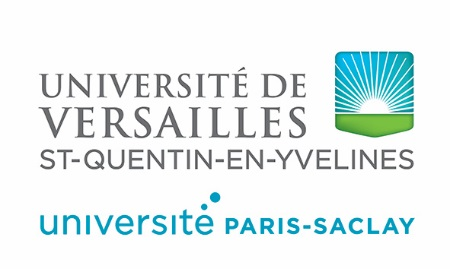 UNIVERSITÉ DE
VERSAILLES
ST-QUENTIN-EN-YVELINES
université PARIS-SACLAY